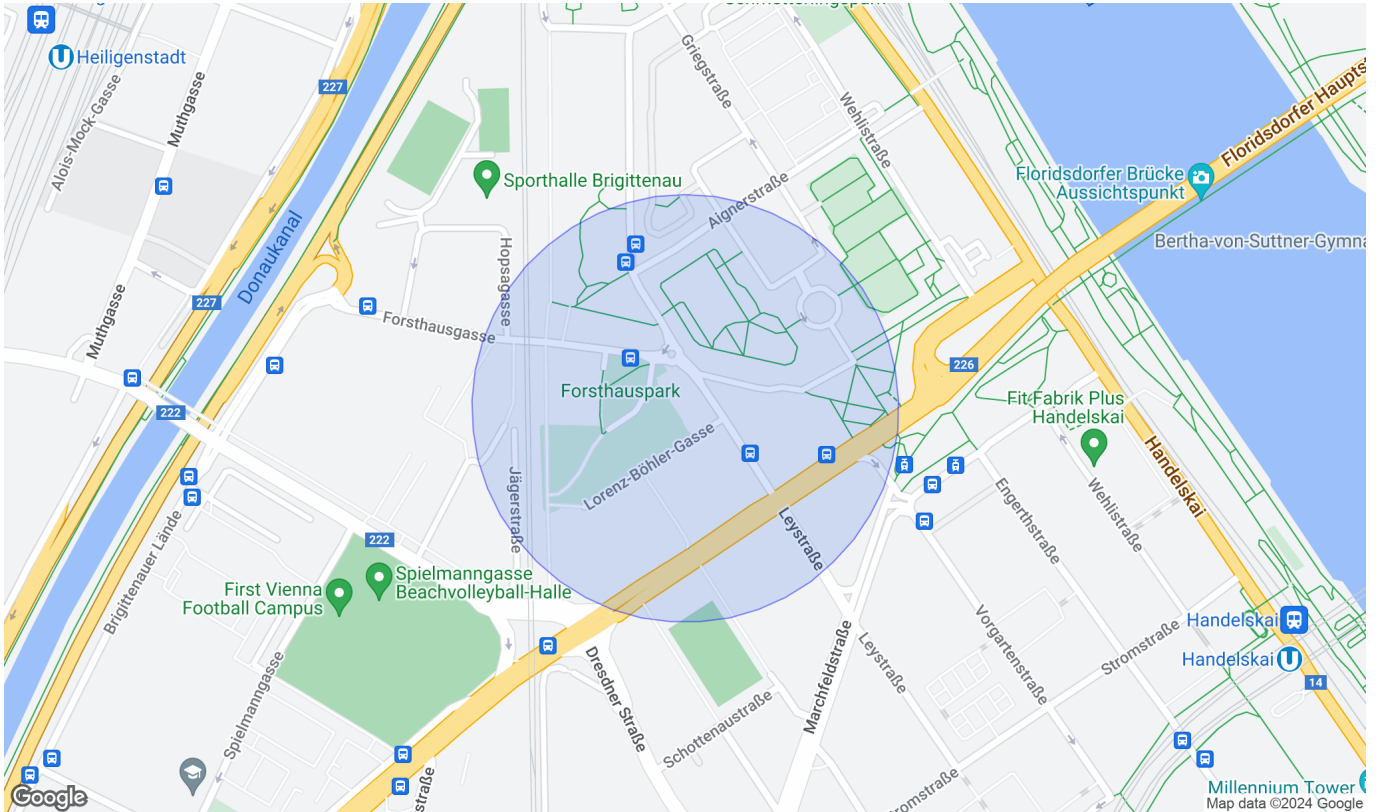 Heiligenstadt
Griegstraße
227
Alois-Mock-Gasse
Muthgasse
Wehlistraße
Floridsdorfer Haupts
Sporthalle Brigittenau
Floridsdorfer Brücke
Aussichtspunkt
Aignerstraße
Donaukanal
Bertha-von-Suttner-Gymna
Hopsagasse
227
Muthgasse
Forsthausgasse
226
Forsthauspark
Fit Fabrik Plus
Handelskai
222
Lorenz-Böhler-Gasse
Handelskai
Jägerstraße
Engerthstraße
Wehlistraße
Leystraße
222
Brigittenauer Lände
First Vienna
Football Campus
Spielmanngasse
Beachvolleyball-Halle
Vorgartenstraße
Handelskai
Stromstraße
Handelskai
Leystraße
Marchfeldstraße
14
Dresdner Straße
Spielmanngasse
Schottenaustraße
straße
romstraße
Millennium Tower
Google
Map data ©2024 Google